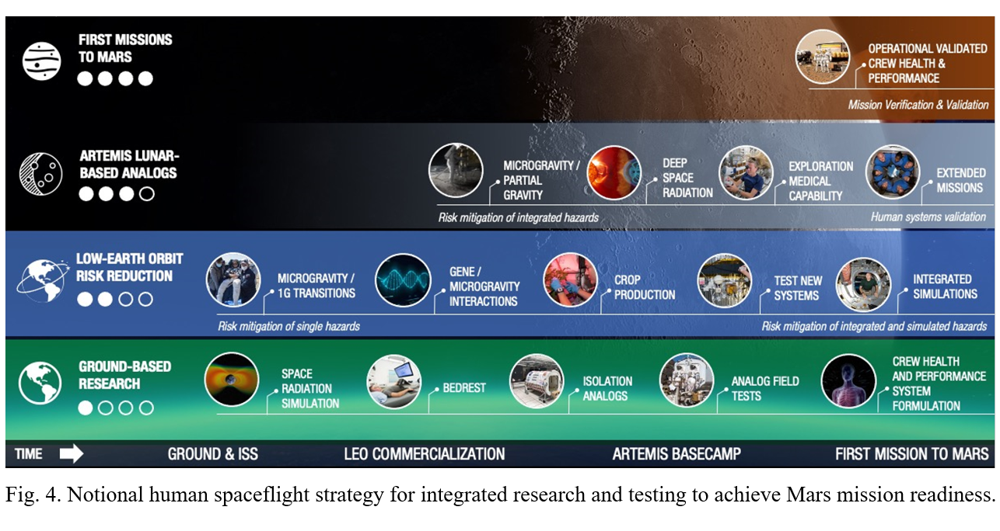 FIRST MISSIONS
TO MARS
OPERATIONAL VALIDATED
CREW HEALTH &
PERFORMANCE
Mission Verification & Validation
ARTEMIS LUNAR-
BASED ANALOGS
MICROGRAVITY /
PARTIAL
GRAVITY
DEEP
SPACE
RADIATION
EXPLORATION
MEDICAL
CAPABILITY
EXTENDED
MISSIONS
Risk mitigation of integrated hazards
Human systems validation
LOW-EARTH ORBIT
RISK REDUCTION
MICROGRAVITY /
1G TRANSITIONS
GENE /
MICROGRAVITY
INTERACTIONS
CROP
PRODUCTION
TEST NEW
SYSTEMS
INTEGRATED
SIMULATIONS
Risk mitigation of single hazards
Risk mitigation of integrated and simulated hazards
GROUND-BASED
RESEARCH
SPACE
RADIATION
SIMULATION
BEDREST
ISOLATION
ANALOGS
ANALOG FIELD
TESTS
CREW HEALTH
AND PERFORMANCE
SYSTEM
FORMULATION
TIME
GROUND & ISS
LEO COMMERCIALIZATION
ARTEMIS BASECAMP
FIRST MISSION TO MARS
Fig. 4. Notional human spaceflight strategy for integrated research and testing to achieve Mars mission readiness.